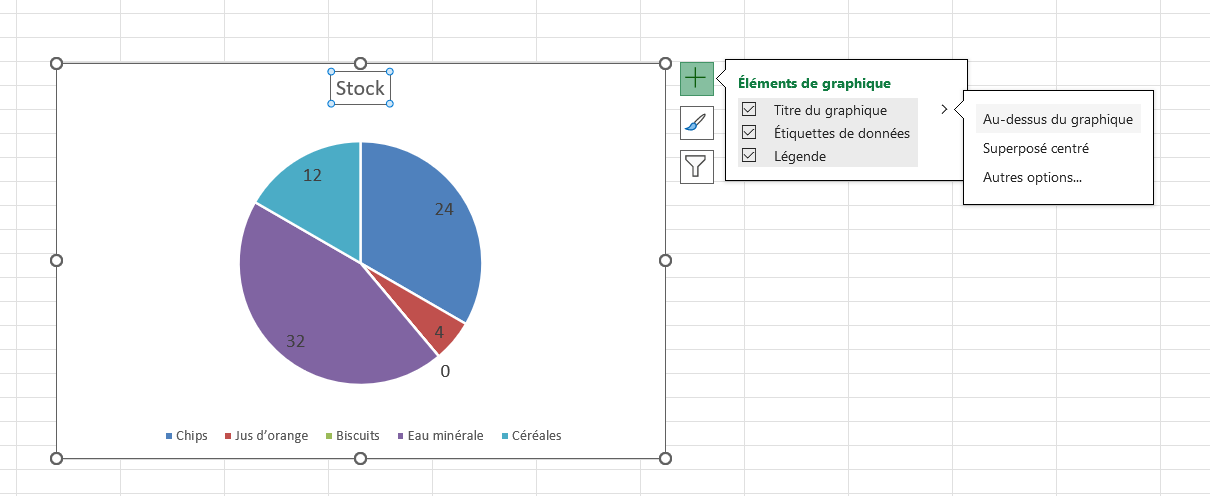 Stock
12
24
4
32
0
Chips Jus d'orange Biscuits Eau minérale Céréales
Éléments de graphique
Titre du graphique
Étiquettes de données
Légende
Au-dessus du graphique
Superposé centré
Autres options...